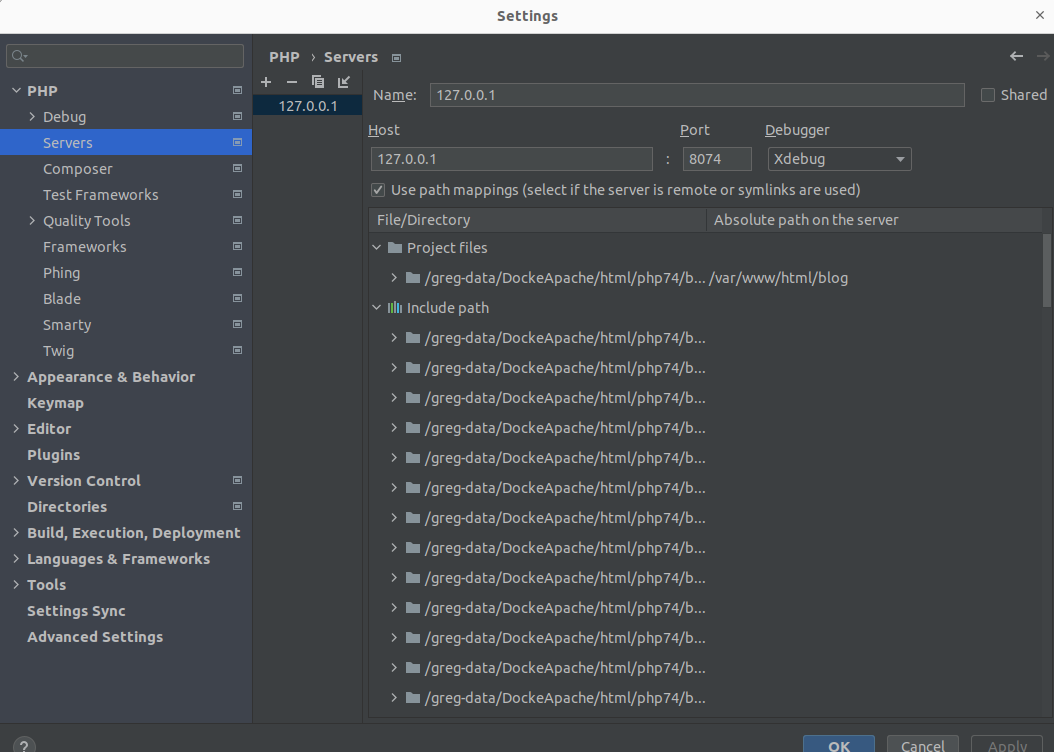 Settings
PHP › Servers
PHP
Debug
Servers
Composer
Test Frameworks
Quality Tools
Frameworks
Phing
Blade
Smarty
Twig
Appearance & Behavior
Keymap
Editor
Plugins
Version Control
Directories
Build, Execution, Deployment
Languages & Frameworks
Tools
Settings Sync
Advanced Settings
?
127.0.0.1
Name: 127.0.0.1 Shared
Host Port Debugger
127.0.0.1 : 8074 Xdebug
Use path mappings (select if the server is remote or symlinks are used)
File/Directory Absolute path on the server
Project files
/greg-data/DockeApache/html/php74/b... /var/www/html/blog
Include path
/greg-data/DockeApache/html/php74/b...
/greg-data/DockeApache/html/php74/b...
/greg-data/DockeApache/html/php74/b...
/greg-data/DockeApache/html/php74/b...
/greg-data/DockeApache/html/php74/b...
/greg-data/DockeApache/html/php74/b...
/greg-data/DockeApache/html/php74/b...
/greg-data/DockeApache/html/php74/b...
/greg-data/DockeApache/html/php74/b...
/greg-data/DockeApache/html/php74/b...
/greg-data/DockeApache/html/php74/b...
/greg-data/DockeApache/html/php74/b...
/greg-data/DockeApache/html/php74/b...
OK Cancel Apply